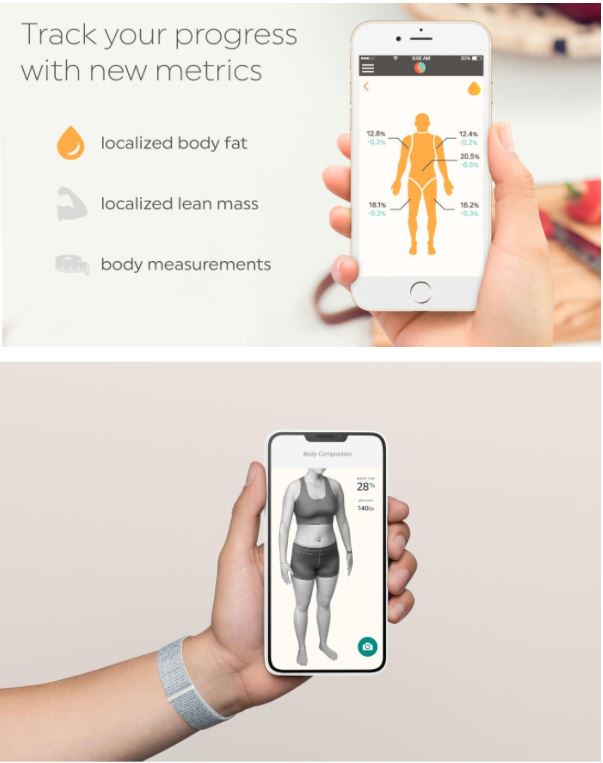 Track your progress
with new metrics
localized body fat
localized lean mass
body measurements
9:08 AM
93%
12.8%
-0.2%
12.4%
-0.2%
20.5%
-0.5%
18.1%
-0.2%
18.2%
-0.3%
Body Composition
BODY FAT
28%
WEIGHT
140lbs